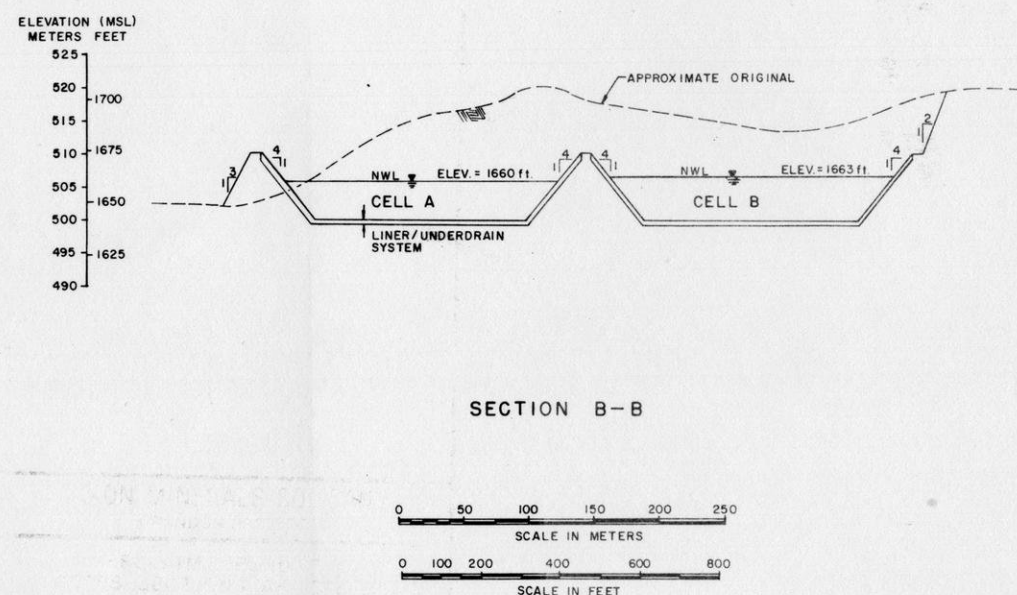 ELEVATION (MSL)
METERS FEET
525
520
515
510
505
500
495
490
1700
1675
1650
1625
APPROXIMATE ORIGINAL
3
1
4
1
NWL
ELEV. = 1660 ft.
CELL A
LINER/UNDERDRAIN
SYSTEM
4
1
4
1
NWL
ELEV. = 1663 ft.
CELL B
4
1
2
1
SECTION B-B
0 50 100 150 200 250
SCALE IN METERS
0 100 200 400 600 800
SCALE IN FEET